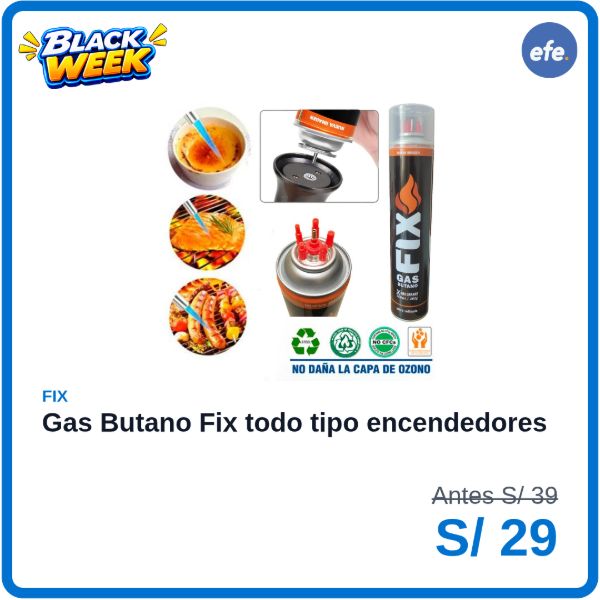 BLACK
WEEK
efe.
FIX
GAS
BUTANO
NO CFCs
NO DAÑA LA CAPA DE OZONO
FIX
Gas Butano Fix todo tipo encendedores
Antes S/ 39
S/ 29